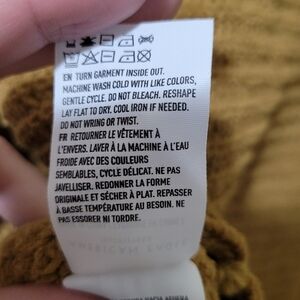 EN TURN GARMENT INSIDE OUT.
MACHINE WASH COLD WITH LIKE COLORS,
GENTLE CYCLE. DO NOT BLEACH. RESHAPE
LAY FLAT TO DRY. COOL IRON IF NEEDED.
DO NOT WRING OR TWIST.
FR RETOURNER LE VÊTEMENT À
L'ENVERS. LAVER À LA MACHINE À L'EAU
FROIDE AVEC DES COULEURS
SEMBLABLES, CYCLE DÉLICAT. NE PAS
JAVELLISER. REDONNER LA FORME
ORIGINALE ET SÉCHER À PLAT. REPASSER
À BASSE TEMPÉRATURE AU BESOIN. NE
PAS ESSORER NI TORDRE.
AMERICAN EAGLE